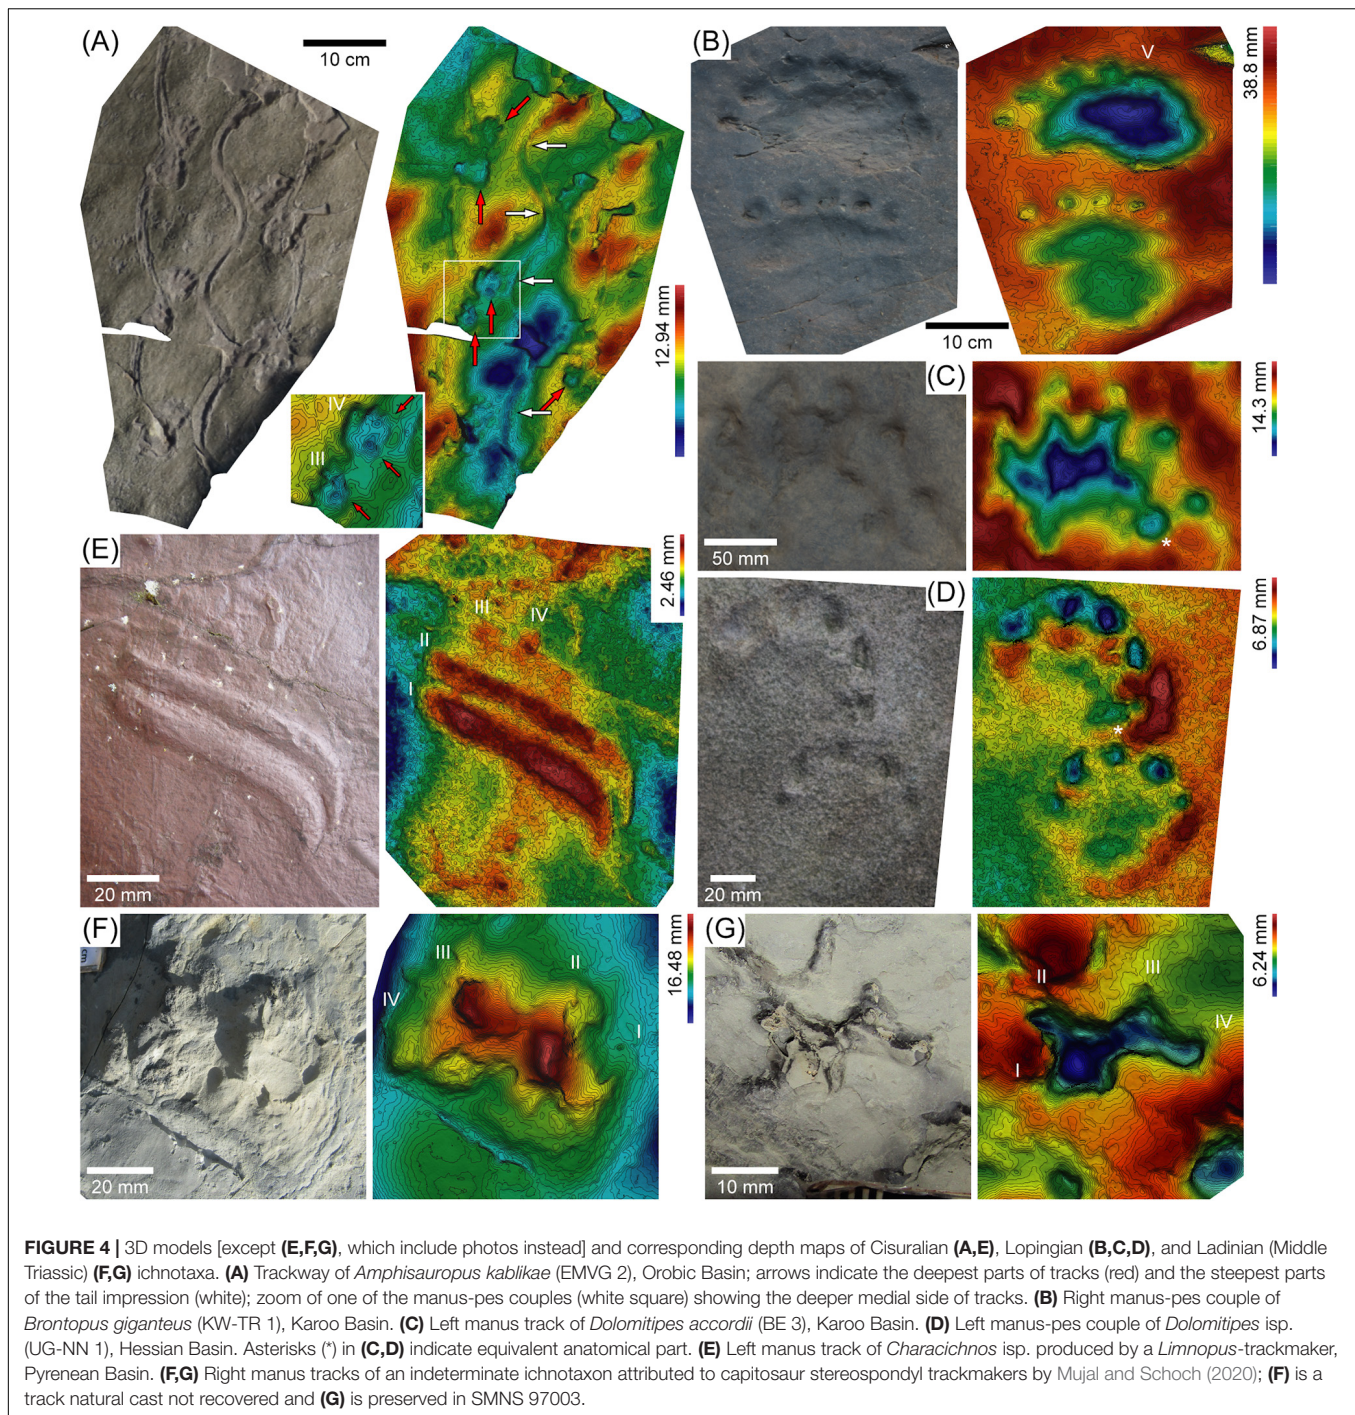 (A)
10 cm
12.94 mm
IV
III
(B)
V
38.8 mm
10 cm
(C)
14.3 mm
50 mm
*
(E)
2.46 mm
III
IV
II
I
20 mm
(D)
6.87 mm
*
20 mm
(F)
16.48 mm
III
II
IV
I
20 mm
(G)
6.24 mm
III
II
IV
I
10 mm
FIGURE 4 | 3D models [except (E,F,G), which include photos instead] and corresponding depth maps of Cisuralian (A,E), Lopingian (B,C,D), and Ladinian (Middle
Triassic) (F,G) ichnotaxa. (A) Trackway of Amphisauropus kablikae (EMVG 2), Orobic Basin; arrows indicate the deepest parts of tracks (red) and the steepest parts
of the tail impression (white); zoom of one of the manus-pes couples (white square) showing the deeper medial side of tracks. (B) Right manus-pes couple of
Brontopus giganteus (KW-TR 1), Karoo Basin. (C) Left manus track of Dolomitipes accordii (BE 3), Karoo Basin. (D) Left manus-pes couple of Dolomitipes isp.
(UG-NN 1), Hessian Basin. Asterisks (*) in (C,D) indicate equivalent anatomical part. (E) Left manus track of Characichnos isp. produced by a Limnopus-trackmaker,
Pyrenean Basin. (F,G) Right manus tracks of an indeterminate ichnotaxon attributed to capitosaur stereospondyl trackmakers by Mujal and Schoch (2020); (F) is a
track natural cast not recovered and (G) is preserved in SMNS 97003.